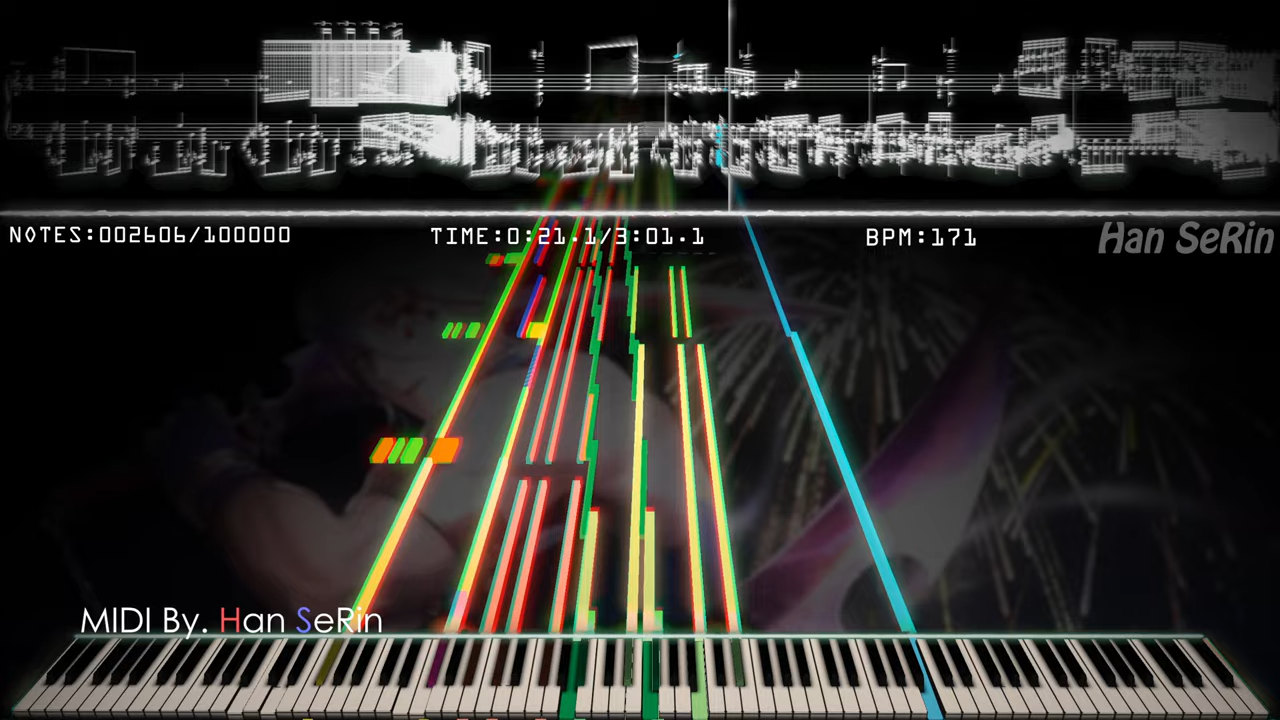 NOTES:002606/100000 TIME:0:21.1/3:01.1 BPM:171 Han SeRin
MIDI By. Han SeRin